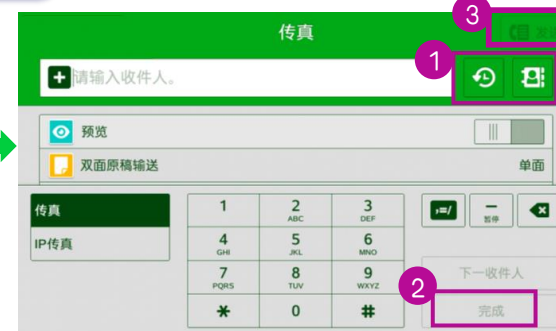 3
传真
1
请输入收件人。
预览
双面原稿输送 单面
传真
IP传真
1
2 ABC
3 DEF
4 GHI
5 JKL
6 MNO
7 PQRS
8 TUV
9 WXYZ
*
0
#
,=/
暂停
下一收件人
2
完成